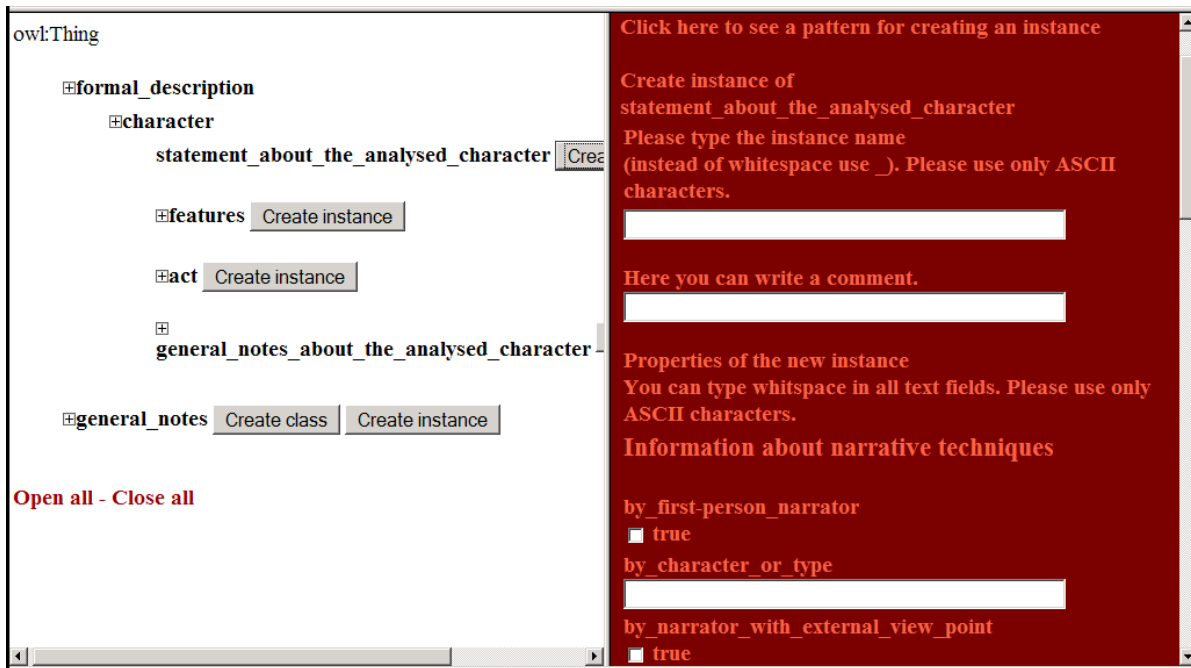 owl:Thing
formal_description
character
statement_about_the_analysed_character Crea
features Create instance
act Create instance
general_notes_about_the_analysed_character
general_notes Create class Create instance
Open all - Close all
Click here to see a pattern for creating an instance
Create instance of
statement_about_the_analysed_character
Please type the instance name
(instead of whitespace use _). Please use only ASCII
characters.
Here you can write a comment.
Properties of the new instance
You can type whitspace in all text fields. Please use only
ASCII characters.
Information about narrative techniques
by_first-person_narrator
true
by_character_or_type
by_narrator_with_external_view_point
true